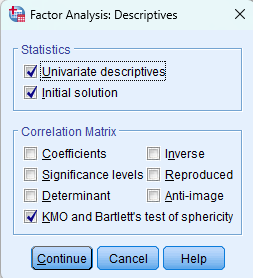 Factor Analysis: Descriptives
Statistics
Univariate descriptives
Initial solution
Correlation Matrix
Coefficients Inverse
Significance levels Reproduced
Determinant Anti-image
KMO and Bartlett's test of sphericity
Continue Cancel Help